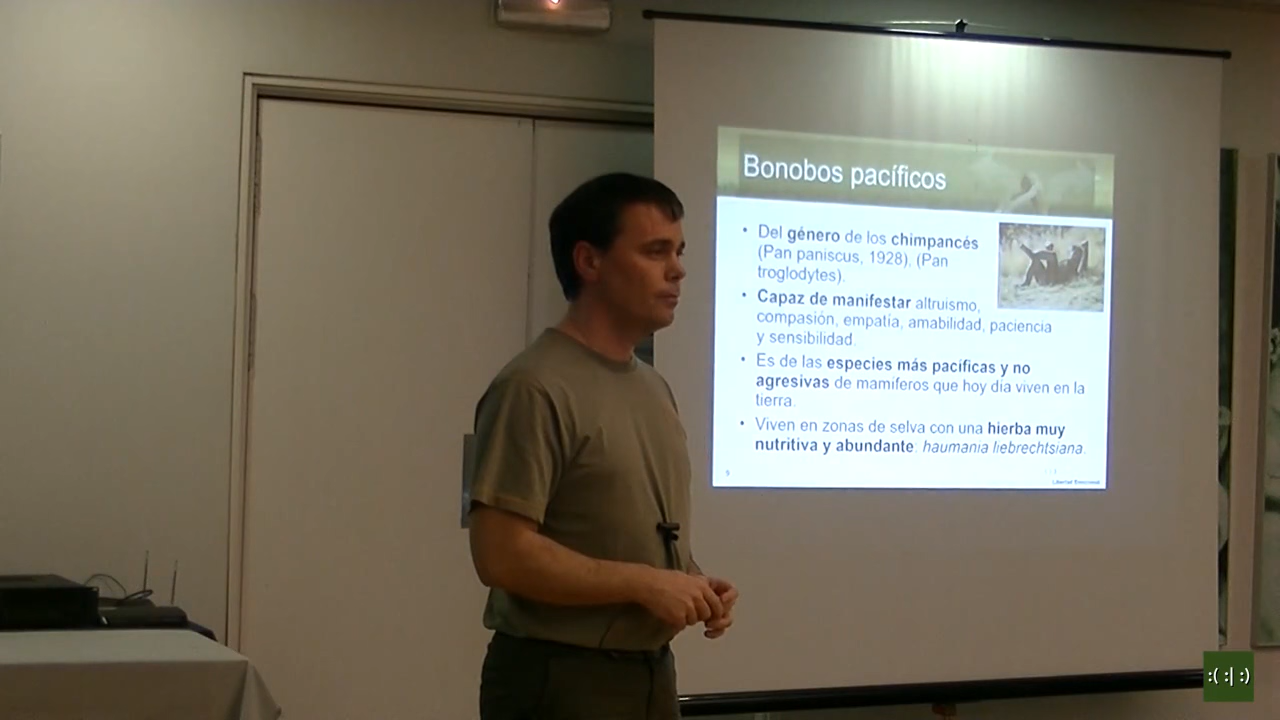 Bonobos pacíficos
• Del género de los chimpancés
(Pan paniscus, 1928), (Pan
troglodytes).
• Capaz de manifestar altruismo,
compasión, empatía, amabilidad, paciencia
y sensibilidad.
• Es de las especies más pacíficas y no
agresivas de mamíferos que hoy día viven en la
tierra.
• Viven en zonas de selva con una hierba muy
nutritiva y abundante: haumania liebrechtsiana.
Libertad Emocional
:( :| :)